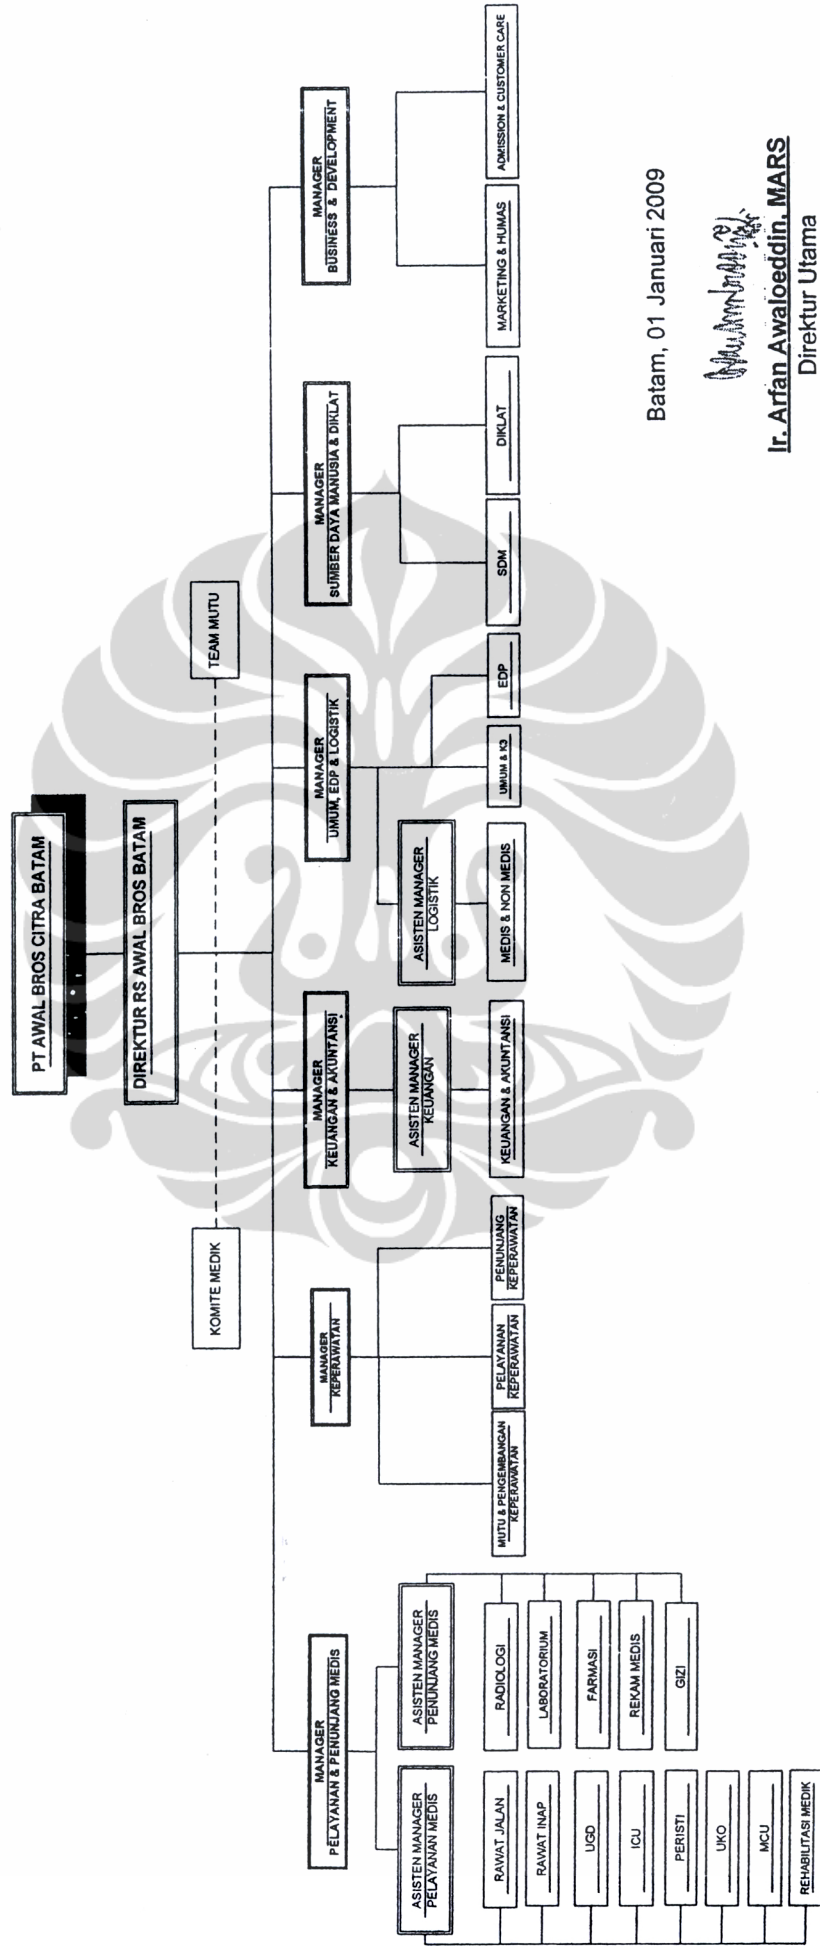 PT AWAL BROS CITRA BATAM
DIREKTUR RS AWAL BROS BATAM
KOMITE MEDIK
TEAM MUTU
MANAGER
PELAYANAN & PENUNJANG MEDIS
MANAGER
KEPERAWATAN
MANAGER
KEUANGAN & AKUNTANSI
MANAGER
UMUM, EDP & LOGISTIK
MANAGER
SUMBER DAYA MANUSIA & DIKLAT
MANAGER
BUSINESS & DEVELOPMENT
ASISTEN MANAGER
PELAYANAN MEDIS
ASISTEN MANAGER
PENUNJANG MEDIS
ASISTEN MANAGER
KEUANGAN
ASISTEN MANAGER
LOGISTIK
RAWAT JALAN
RAWAT INAP
UGD
ICU
PERISTI
UKO
MCU
REHABILITASI MEDIK
RADIOLOGI
LABORATORIUM
FARMASI
REKAM MEDIS
GIZI
MUTU & PENGEMBANGAN
KEPERAWATAN
PELAYANAN
KEPERAWATAN
PENUNJANG
KEPERAWATAN
KEUANGAN & AKUNTANSI
MEDIS & NON MEDIS
UMUM & K3
EDP
SDM
DIKLAT
MARKETING & HUMAS
ADMISSION & CUSTOMER CARE
Batam, 01 Januari 2009
Ir. Arfan Awaloeddin, MARS
Direktur Utama